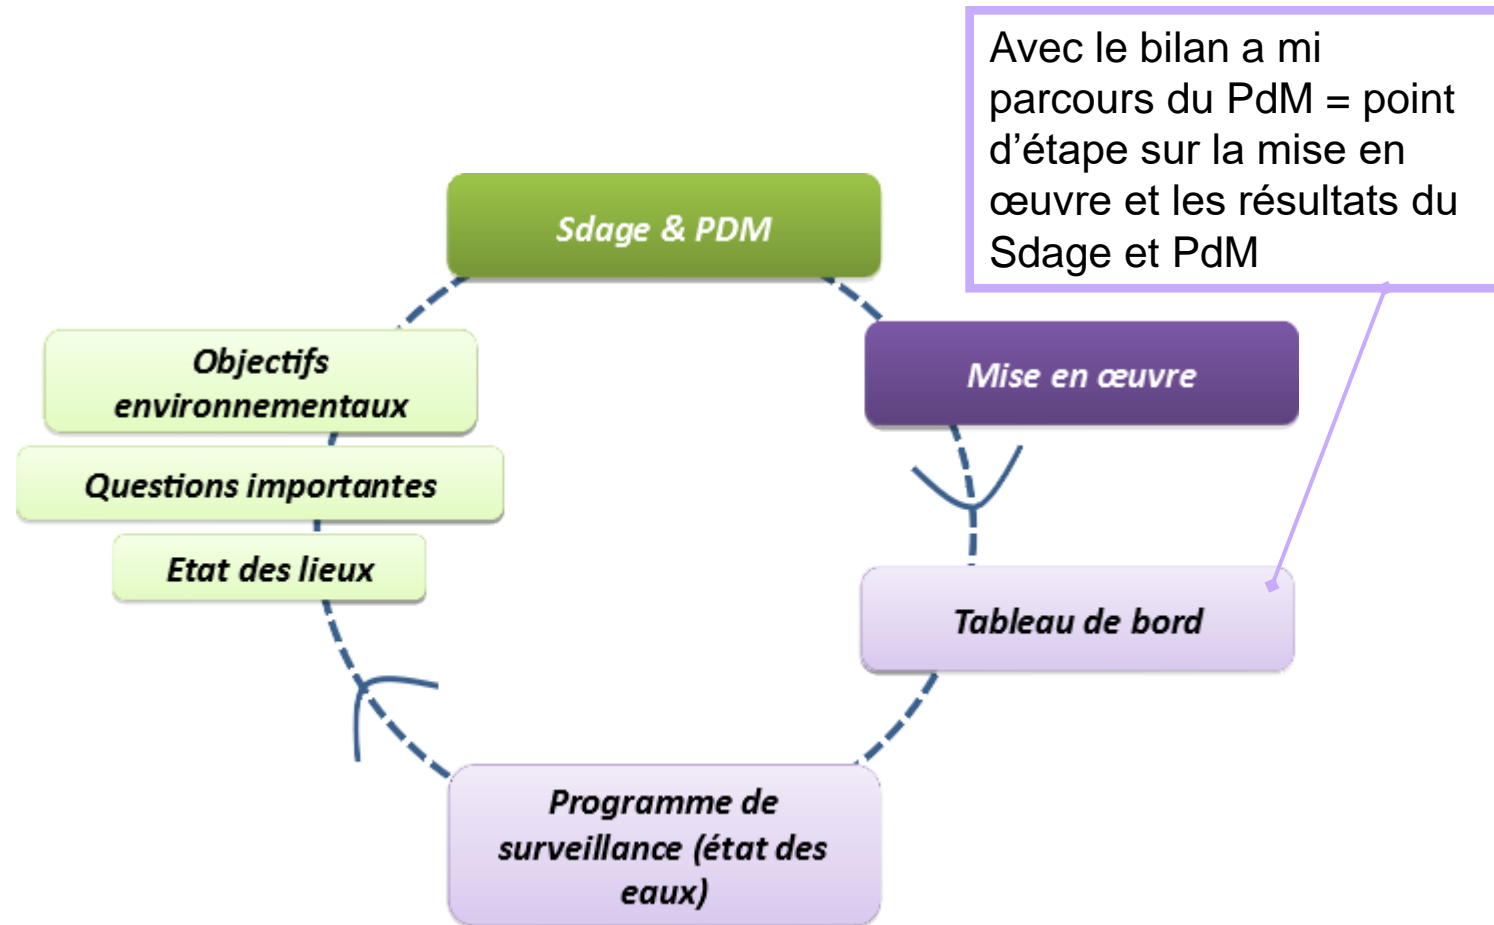 Avec le bilan a mi
parcours du PdM = point
d’étape sur la mise en
œuvre et les résultats du
Sdage et PdM
Sdage & PDM
Mise en œuvre
Objectifs
environnementaux
Questions importantes
Etat des lieux
Tableau de bord
Programme de
surveillance (état des
eaux)